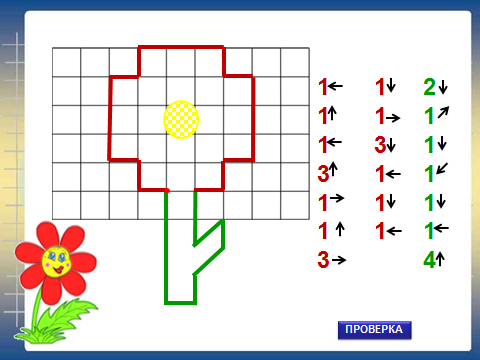 1← 1↓ 2↓
1↑ 1→ 1↗
1← 3↓ 1↓
3↑ 1← 1↙
1→ 1↓ 1↓
1↑ 1← 1←
3→ 4↑
ПРОВЕРКА